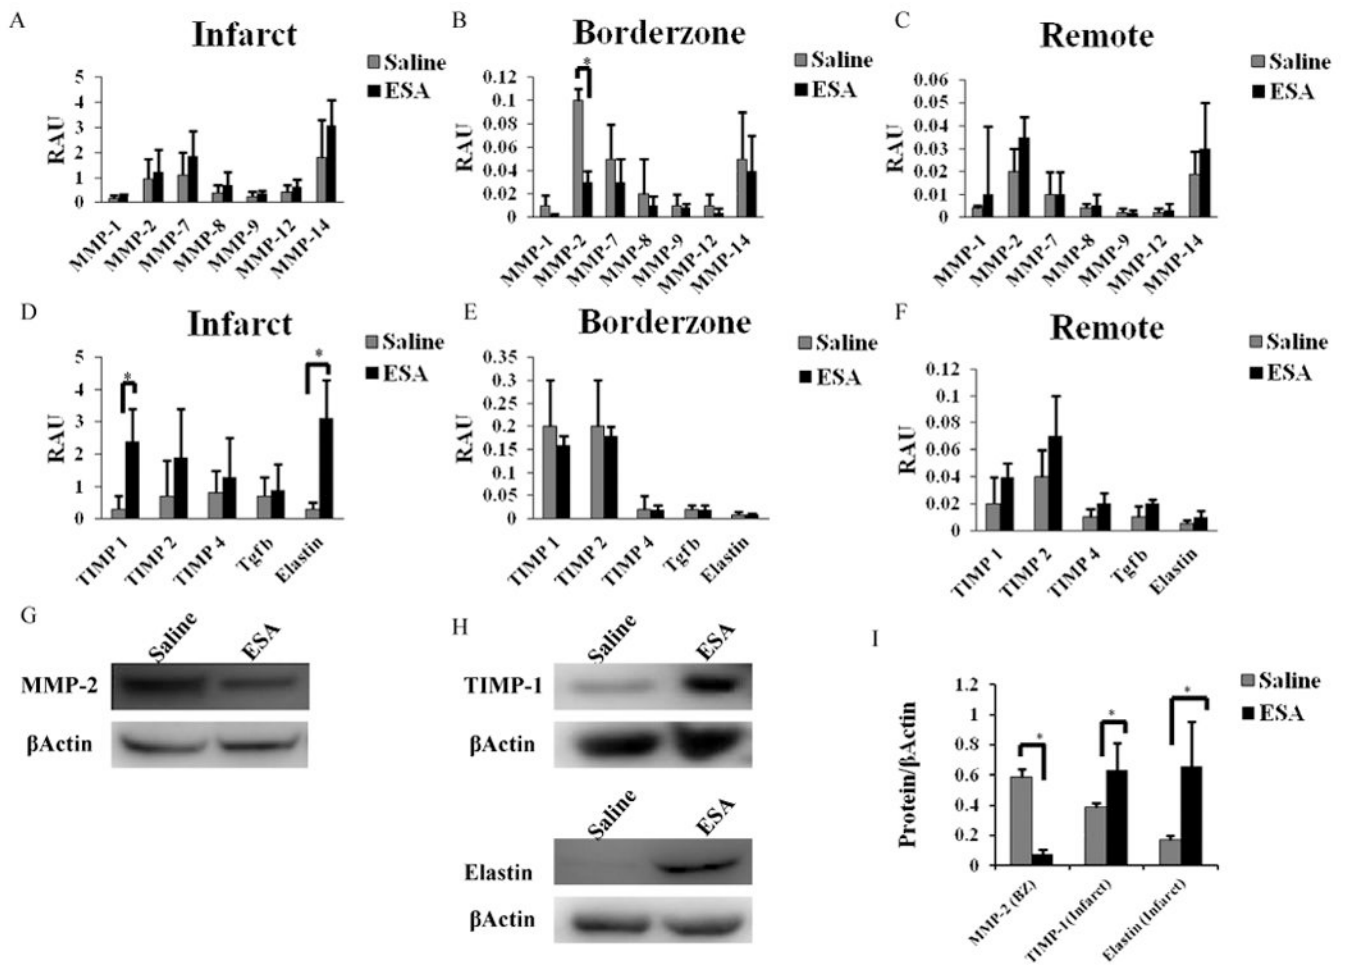 A
Infarct
Saline
ESA
5
4
3
2
1
0
RAU
MMP-1
MMP-2
MMP-7
MMP-8
MMP-9
MMP-12
MMP-14
B
Borderzone
Saline
ESA
*
0.12
0.1
0.08
0.06
0.04
0.02
0
RAU
MMP-1
MMP-2
MMP-7
MMP-8
MMP-9
MMP-12
MMP-14
C
Remote
Saline
ESA
0.06
0.05
0.04
0.03
0.02
0.01
0
RAU
MMP-1
MMP-2
MMP-7
MMP-8
MMP-9
MMP-12
MMP-14
D
Infarct
Saline
ESA
*
*
5
4
3
2
1
0
RAU
TIMP 1
TIMP 2
TIMP 4
Tgfb
Elastin
E
Borderzone
Saline
ESA
0.35
0.3
0.25
0.2
0.15
0.1
0.05
0
RAU
TIMP 1
TIMP 2
TIMP 4
Tgfb
Elastin
F
Remote
Saline
ESA
0.12
0.1
0.08
0.06
0.04
0.02
0
RAU
TIMP 1
TIMP 2
TIMP 4
Tgfb
Elastin
G
Saline
ESA
MMP-2
βActin
H
Saline
ESA
TIMP-1
βActin
Saline
ESA
Elastin
βActin
I
Saline
ESA
*
*
*
1.2
1
0.8
0.6
0.4
0.2
0
Protein/βActin
MMP-2 (BZ)
TIMP-1 (Infarct)
Elastin (Infarct)